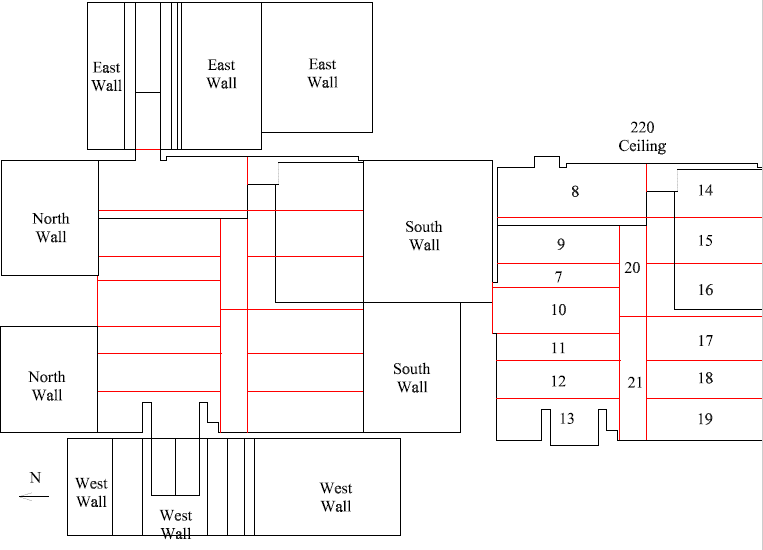 East
Wall
East
Wall
East
Wall
220
Ceiling
North
Wall
South
Wall
8
14
9
15
7
20
16
10
11
17
North
Wall
South
Wall
12
21
18
13
19
N
West
Wall
West
Wall
West
Wall